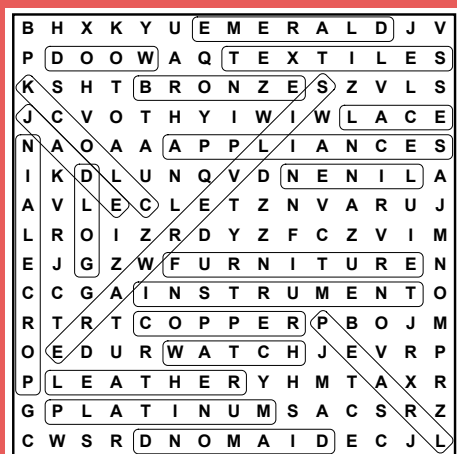 B H X K Y U E M E R A L D J V
P D O O W A Q T E X T I L E S
K S H T B R O N Z E S Z V L S
J C V O T H Y I W I W L A C E
N A O A A A P P L I A N C E S
I K D L U N Q V D N E N I L A
A V L E C L E T Z N V A R U J
L R O I Z R D Y Z F C Z V I M
E J G Z W F U R N I T U R E N
C C G A I N S T R U M E N T O
R T R T C O P P E R P B O J M
O E D U R W A T C H J E V R P
P L E A T H E R Y H M T A X R
G P L A T I N U M S A C S R Z
C W S R D N O M A I D E C J L